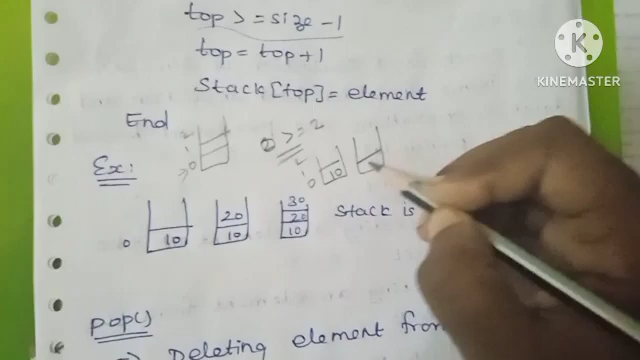 top >= size-1
top = top+1
Stack[top] = element
End
2
1
0
2 >= 2
2
1
0
10
Ex:
0
10
20
10
30
20
10
Stack is
pop()
=> Deleting element from
KINEMASTER